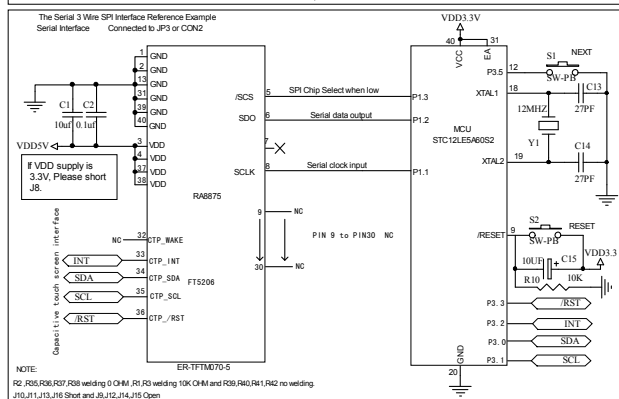 The Serial 3 Wire SPI Interface Reference Example
Serial Interface Connected to JP3 or CON2
1 GND
2 GND
13 GND
31 GND
39 GND
40 GND
C1 C2
10uf 0.1uf
VDD5V
3 VDD
4 VDD
37 VDD
38 VDD
If VDD supply is
3.3V, Please short
J8.
RA8875
/SCS 5 SPI Chip Select when low P1.3
SDO 6 Serial data output P1.2
7
SCLK 8 Serial clock input P1.1
9 NC
PIN 9 to PIN30 NC
30 NC
Capacitive touch screen interface
NC 32 CTP_WAKE
INT 33 CTP_INT
SDA 34 CTP_SDA
SCL 35 CTP_SCL
/RST 36 CTP_/RST
FT5206
ER-TFTM070-5
VDD3.3V
40 31
VCC EA
MCU
STC12LE5A60S2
P3.5 12
S1 NEXT
SW-PB
XTAL1 18
C13
27PF
12MHZ
Y1
XTAL2 19
C14
27PF
/RESET 9
S2 RESET
SW-PB
VDD3.3
10UF + C15
R10 10K
P3.3 /RST
P3.2 INT
P3.0 SDA
P3.1 SCL
GND
20
NOTE:
R2 ,R35,R36,R37,R38 welding 0 OHM ,R1,R3 welding 10K OHM and R39,R40,R41,R42 no welding.
J10,J11,J13,J16 Short and J9,J12,J14,J15 Open